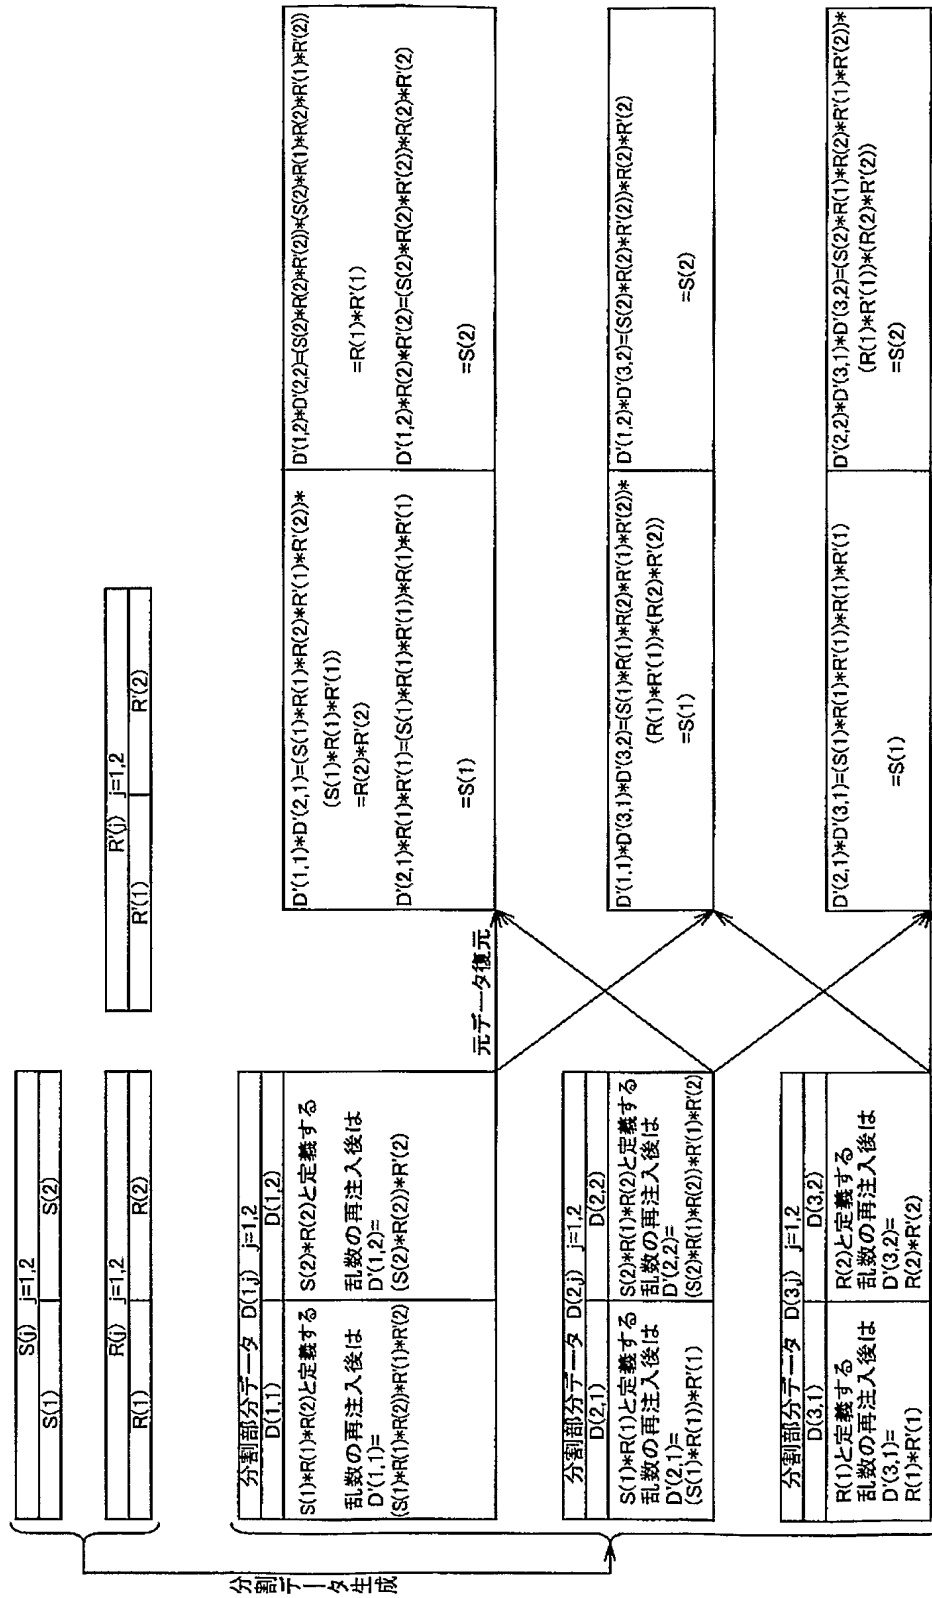 S(j) j=1,2
S(1) S(2)
R(j) j=1,2
R(1) R(2)
R'(j) j=1,2
R'(1) R'(2)
分割データ生成
分割部分データ D(1,j) j=1,2
D(1,1) D(1,2)
S(1)*R(1)*R(2)と定義する
乱数の再注入後は
D'(1,1)=
(S(1)*R(1)*R(2))*R'(1)*R'(2)
S(2)*R(2)と定義する
乱数の再注入後は
D'(1,2)=
(S(2)*R(2))*R'(2)
分割部分データ D(2,j) j=1,2
D(2,1) D(2,2)
S(1)*R(1)と定義する
乱数の再注入後は
D'(2,1)=
(S(1)*R(1))*R'(1)
S(2)*R(1)*R(2)と定義する
乱数の再注入後は
D'(2,2)=
(S(2)*R(1)*R(2))*R'(1)*R'(2)
分割部分データ D(3,j) j=1,2
D(3,1) D(3,2)
R(1)と定義する
乱数の再注入後は
D'(3,1)=
R(1)*R'(1)
R(2)と定義する
乱数の再注入後は
D'(3,2)=
R(2)*R'(2)
元データ復元
D'(1,1)*D'(2,1)=(S(1)*R(1)*R(2)*R'(1)*R'(2))*
(S(1)*R(1)*R'(1))
=R(2)*R'(2)
D'(2,1)*R(1)*R'(1)=(S(1)*R(1)*R'(1))*R(1)*R'(1)
=S(1)
D'(1,2)*D'(2,2)=(S(2)*R(2)*R'(2))*(S(2)*R(1)*R(2)*R'(1)*R'(2))
=R(1)*R'(1)
D'(1,2)*R(2)*R'(2)=(S(2)*R(2)*R'(2))*R(2)*R'(2)
=S(2)
D'(1,1)*D'(3,1)*D'(3,2)=(S(1)*R(1)*R(2)*R'(1)*R'(2))*
(R(1)*R'(1))*(R(2)*R'(2))
=S(1)
D'(1,2)*D'(3,2)=(S(2)*R(2)*R'(2))*R(2)*R'(2)
=S(2)
D'(2,1)*D'(3,1)=(S(1)*R(1)*R'(1))*R(1)*R'(1)
=S(1)
D'(2,2)*D'(3,1)*D'(3,2)=(S(2)*R(1)*R(2)*R'(1)*R'(2))*
(R(1)*R'(1))*(R(2)*R'(2))
=S(2)